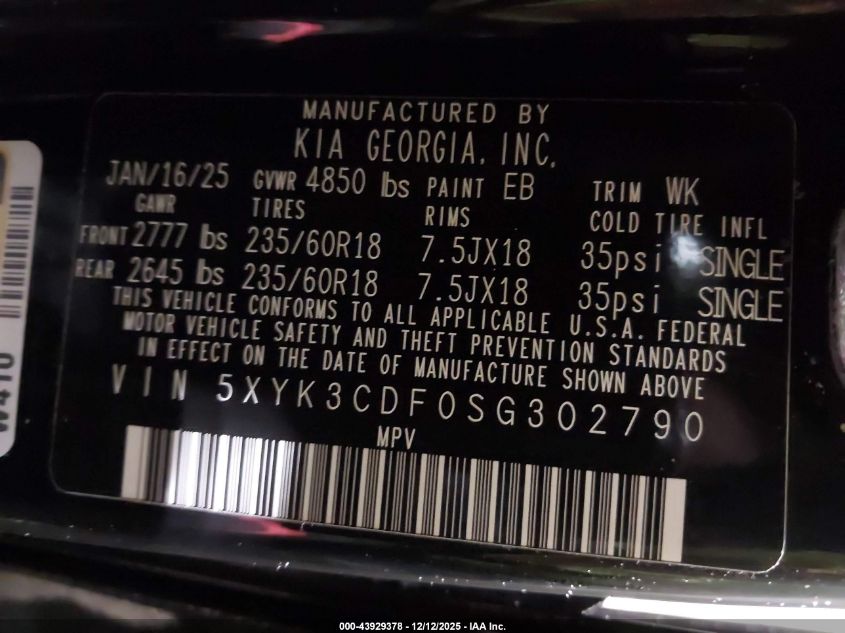 MANUFACTURED BY
KIA GEORGIA, INC.
JAN/16/25 GVWR 4850 lbs PAINT EB TRIM WK
GAWR TIRES RIMS COLD TIRE INFL
FRONT 2777 lbs 235/60R18 7.5JX18 35psi SINGLE
REAR 2645 lbs 235/60R18 7.5JX18 35psi SINGLE
THIS VEHICLE CONFORMS TO ALL APPLICABLE U.S.A. FEDERAL
MOTOR VEHICLE SAFETY AND THEFT PREVENTION STANDARDS
IN EFFECT ON THE DATE OF MANUFACTURE SHOWN ABOVE
VIN 5XYK3CDF0SG302790
MPV
000-43929378 - 12/12/2025 - IAA Inc.